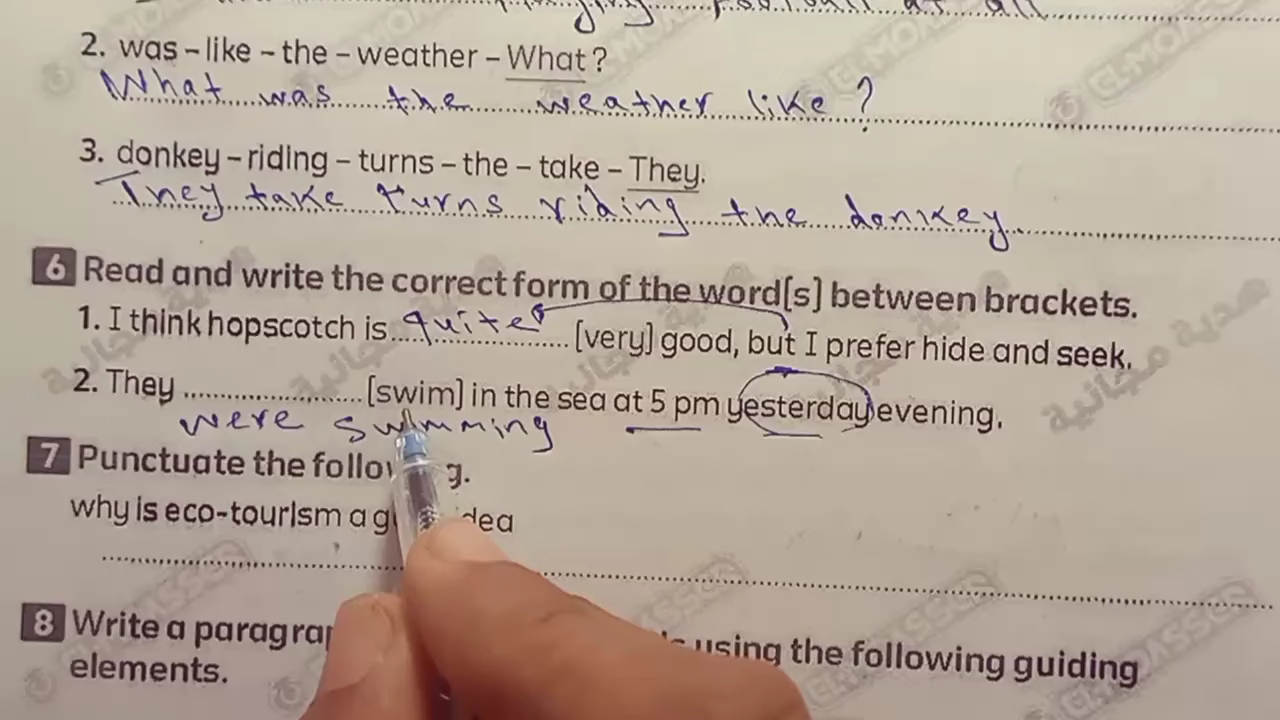 football at all
2. was – like – the – weather – What?
What was the weather like?
3. donkey – riding – turns – the – take – They.
They take turns riding the donkey.
6 Read and write the correct form of the word[s] between brackets.
1. I think hopscotch is quite [very] good, but I prefer hide and seek.
2. They ...................... [swim] in the sea at 5 pm yesterday evening.
were swimming
7 Punctuate the g.
why is eco-tourism a
8 Write a using the following guiding
elements.